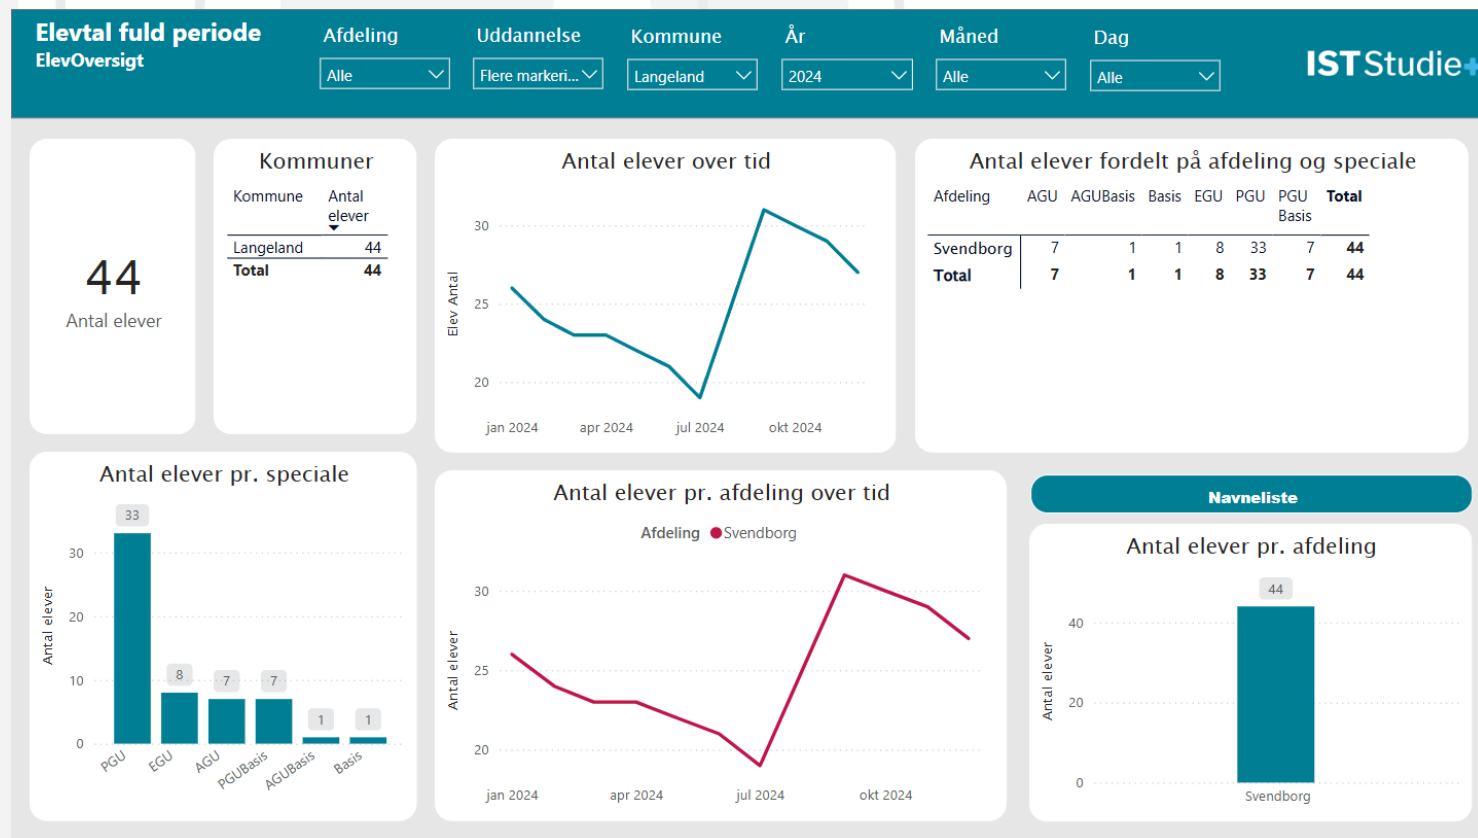 Elevtal fuld periode
ElevOversigt
Afdeling
Alle
Uddannelse
Flere markeri...
Kommune
Langeland
År
2024
Måned
Alle
Dag
Alle
IST Studie+
44
Antal elever
Kommuner
Kommune Antal elever
Langeland 44
Total 44
Antal elever over tid
Elev Antal
30
25
20
jan 2024 apr 2024 jul 2024 okt 2024
Antal elever fordelt på afdeling og speciale
Afdeling AGU AGUBasis Basis EGU PGU PGU Basis Total
Svendborg 7 1 1 8 33 7 44
Total 7 1 1 8 33 7 44
Antal elever pr. speciale
Antal elever
30
20
10
0
33 8 7 7 1 1
PGU EGU AGU PGUBasis AGUBasis Basis
Antal elever pr. afdeling over tid
Afdeling Svendborg
Antal elever
30
25
20
jan 2024 apr 2024 jul 2024 okt 2024
Navneliste
Antal elever pr. afdeling
Antal elever
44
40
20
0
Svendborg